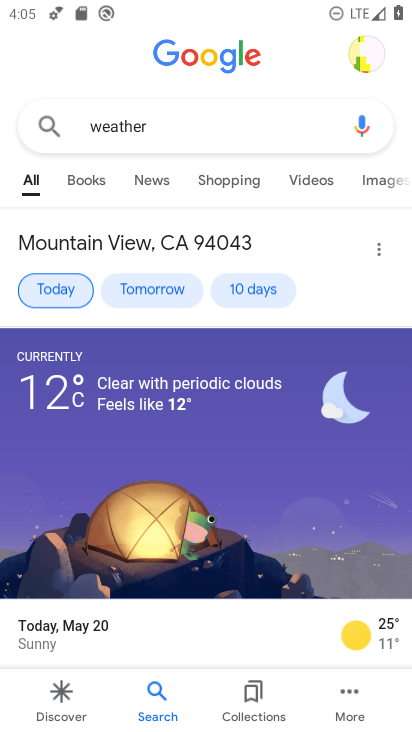 4:05
LTE
Google
weather
All Books News Shopping Videos Images
Mountain View, CA 94043
Today Tomorrow 10 days
CURRENTLY
12°C
Clear with periodic clouds
Feels like 12°
Today, May 20
Sunny
25°
11°
Discover Search Collections More